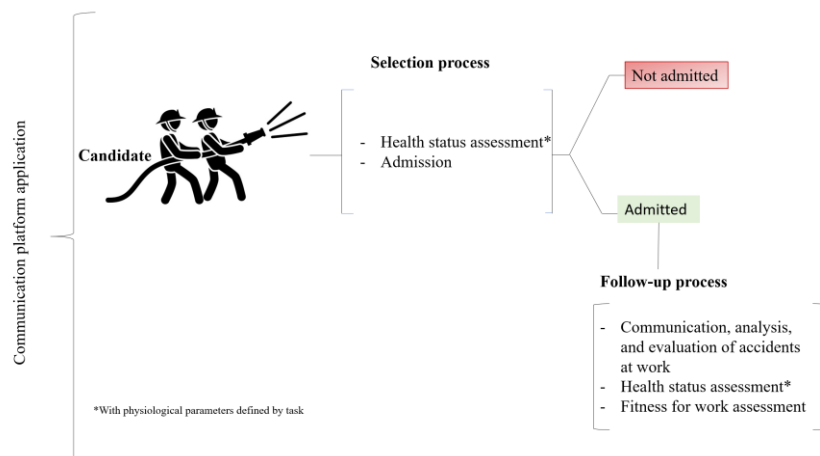 Communication platform application
Selection process
Candidate
- Health status assessment*
- Admission
Not admitted
Admitted
Follow-up process
- Communication, analysis,
and evaluation of accidents
at work
- Health status assessment*
- Fitness for work assessment
*With physiological parameters defined by task